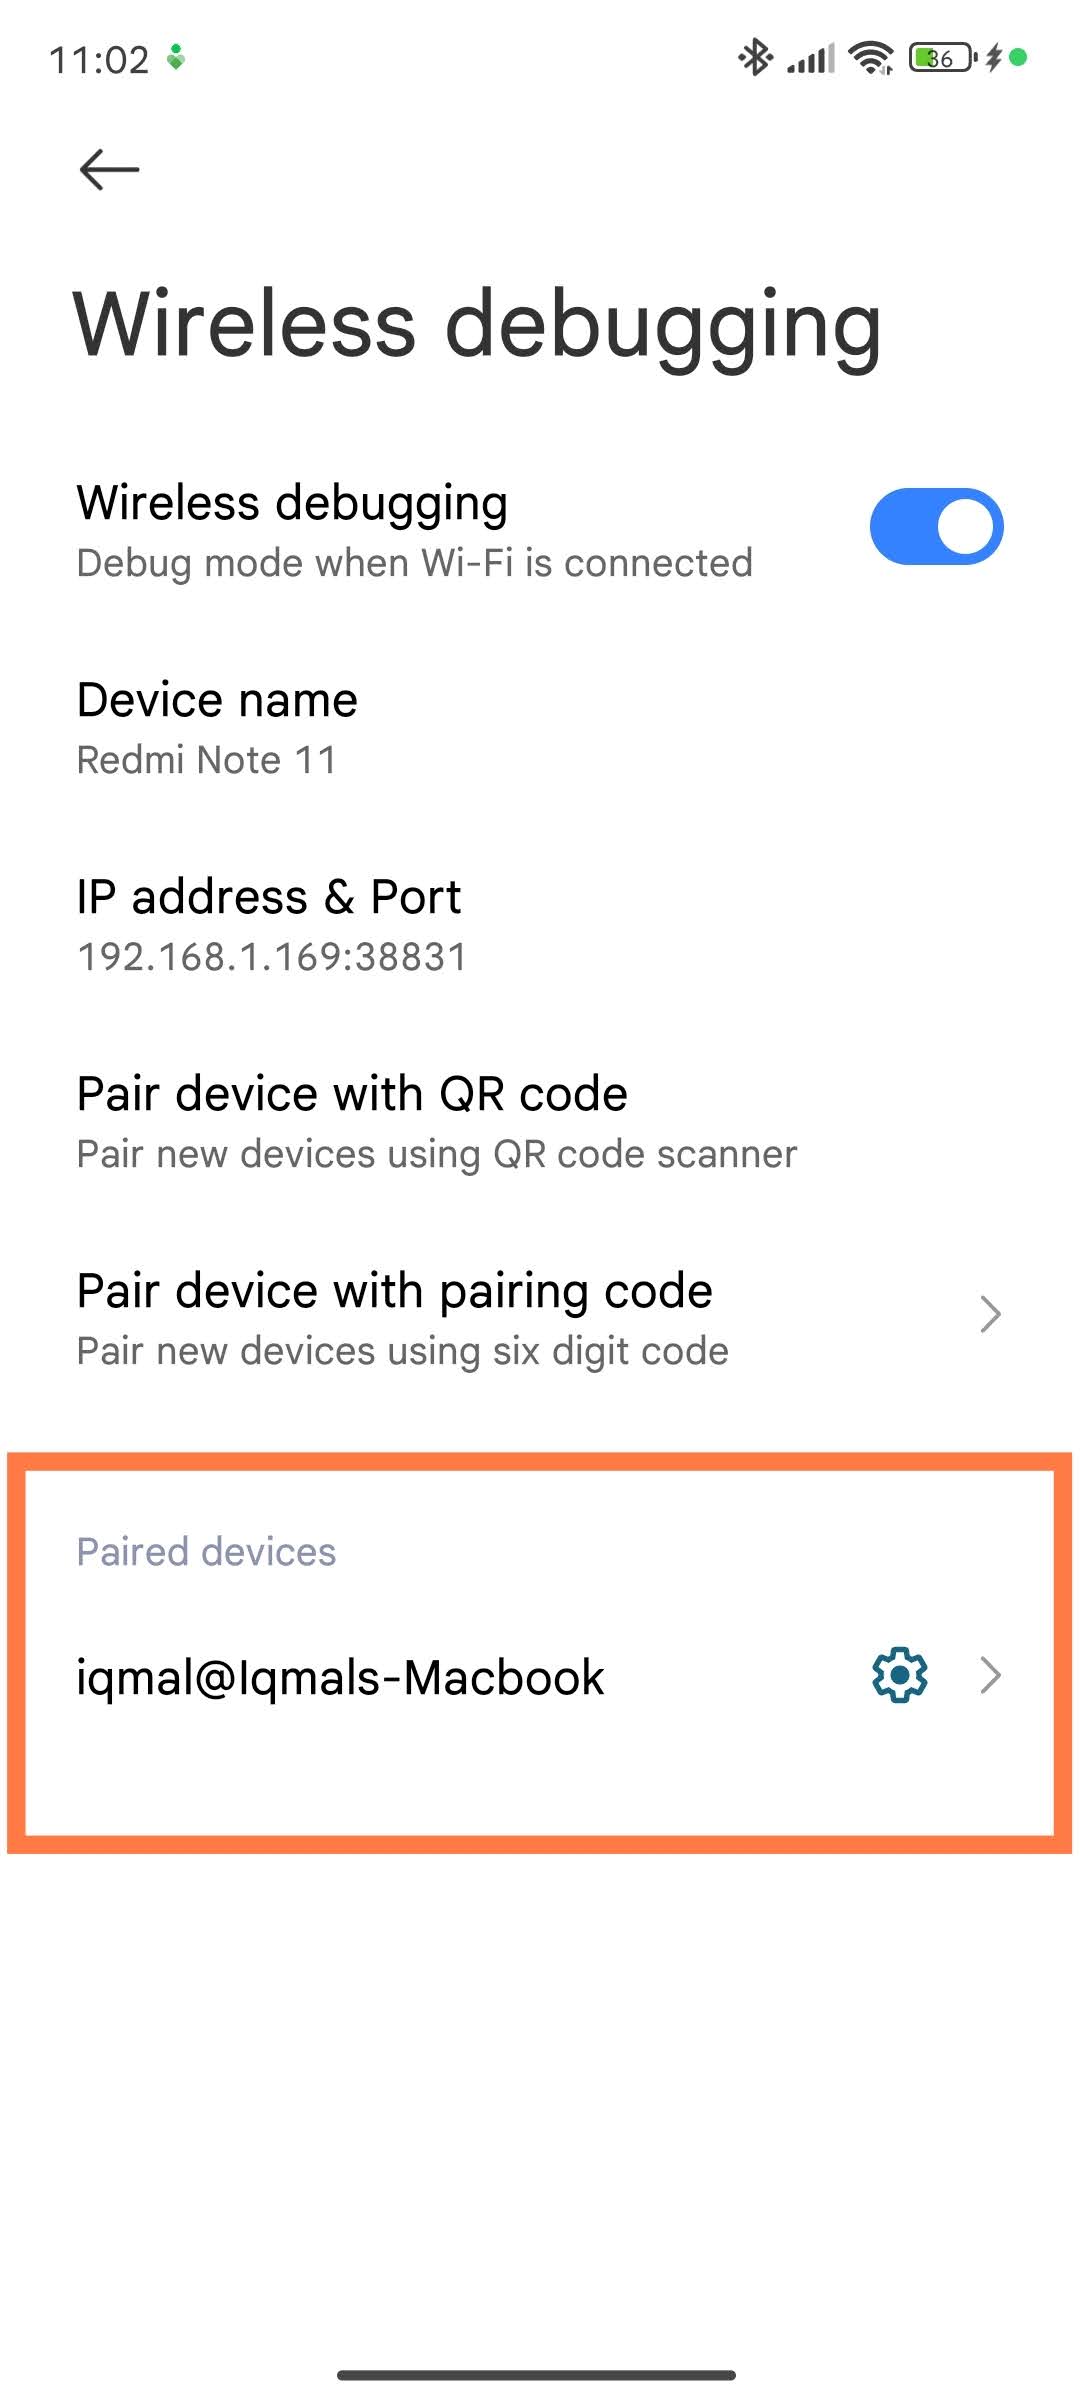 11:02
36
Wireless debugging
Wireless debugging
Debug mode when Wi-Fi is connected
Device name
Redmi Note 11
IP address & Port
192.168.1.169:38831
Pair device with QR code
Pair new devices using QR code scanner
Pair device with pairing code
Pair new devices using six digit code
Paired devices
iqmal@Iqmals-Macbook